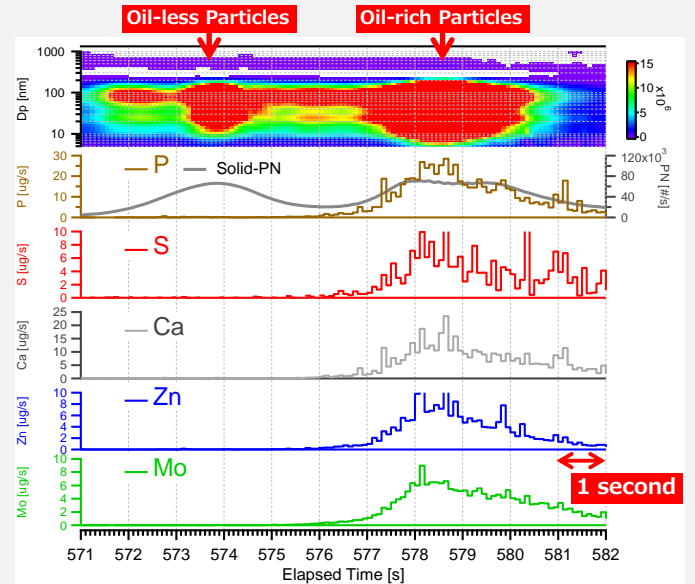 Oil-less Particles
Oil-rich Particles
Dp [nm]
1000
100
10
15
10
5
0
x10⁶
P [ug/s]
30
20
10
0
P
Solid-PN
120x10³
80
40
0
PN [#/s]
S [ug/s]
10
8
6
4
2
0
S
Ca [ug/s]
25
20
15
10
5
0
Ca
Zn [ug/s]
10
8
6
4
2
0
Zn
Mo [ug/s]
10
8
6
4
2
0
Mo
1 second
571 572 573 574 575 576 577 578 579 580 581 582
Elapsed Time [s]